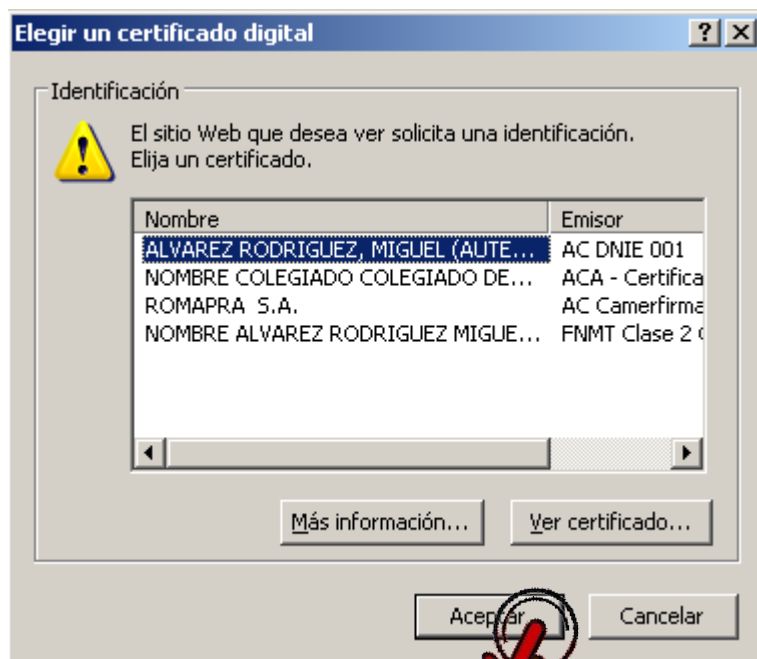 Elegir un certificado digital
Identificación
El sitio Web que desea ver solicita una identificación.
Elija un certificado.
Nombre Emisor
ALVAREZ RODRIGUEZ, MIGUEL (AUTE... AC DNIE 001
NOMBRE COLEGIADO COLEGIADO DE... ACA - Certifica
ROMAPRA S.A. AC Camerfirma
NOMBRE ALVAREZ RODRIGUEZ MIGUE... FNMT Clase 2
Más información... Ver certificado...
Aceptar Cancelar